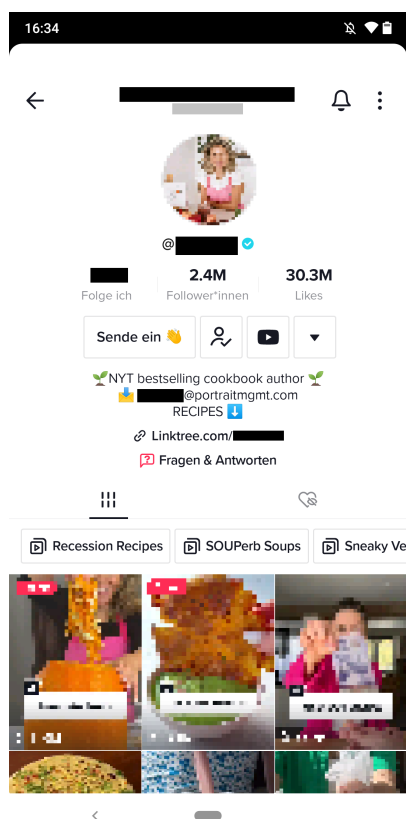 16:34
@
2.4M
30.3M
Folge ich
Follower*innen
Likes
Sende ein 👋
🌱NYT bestselling cookbook author 🌱
📩 @portraitmgmt.com
RECIPES ⬇️
Linktree.com/
Fragen & Antworten
Recession Recipes
SOUPerb Soups
Sneaky Ve